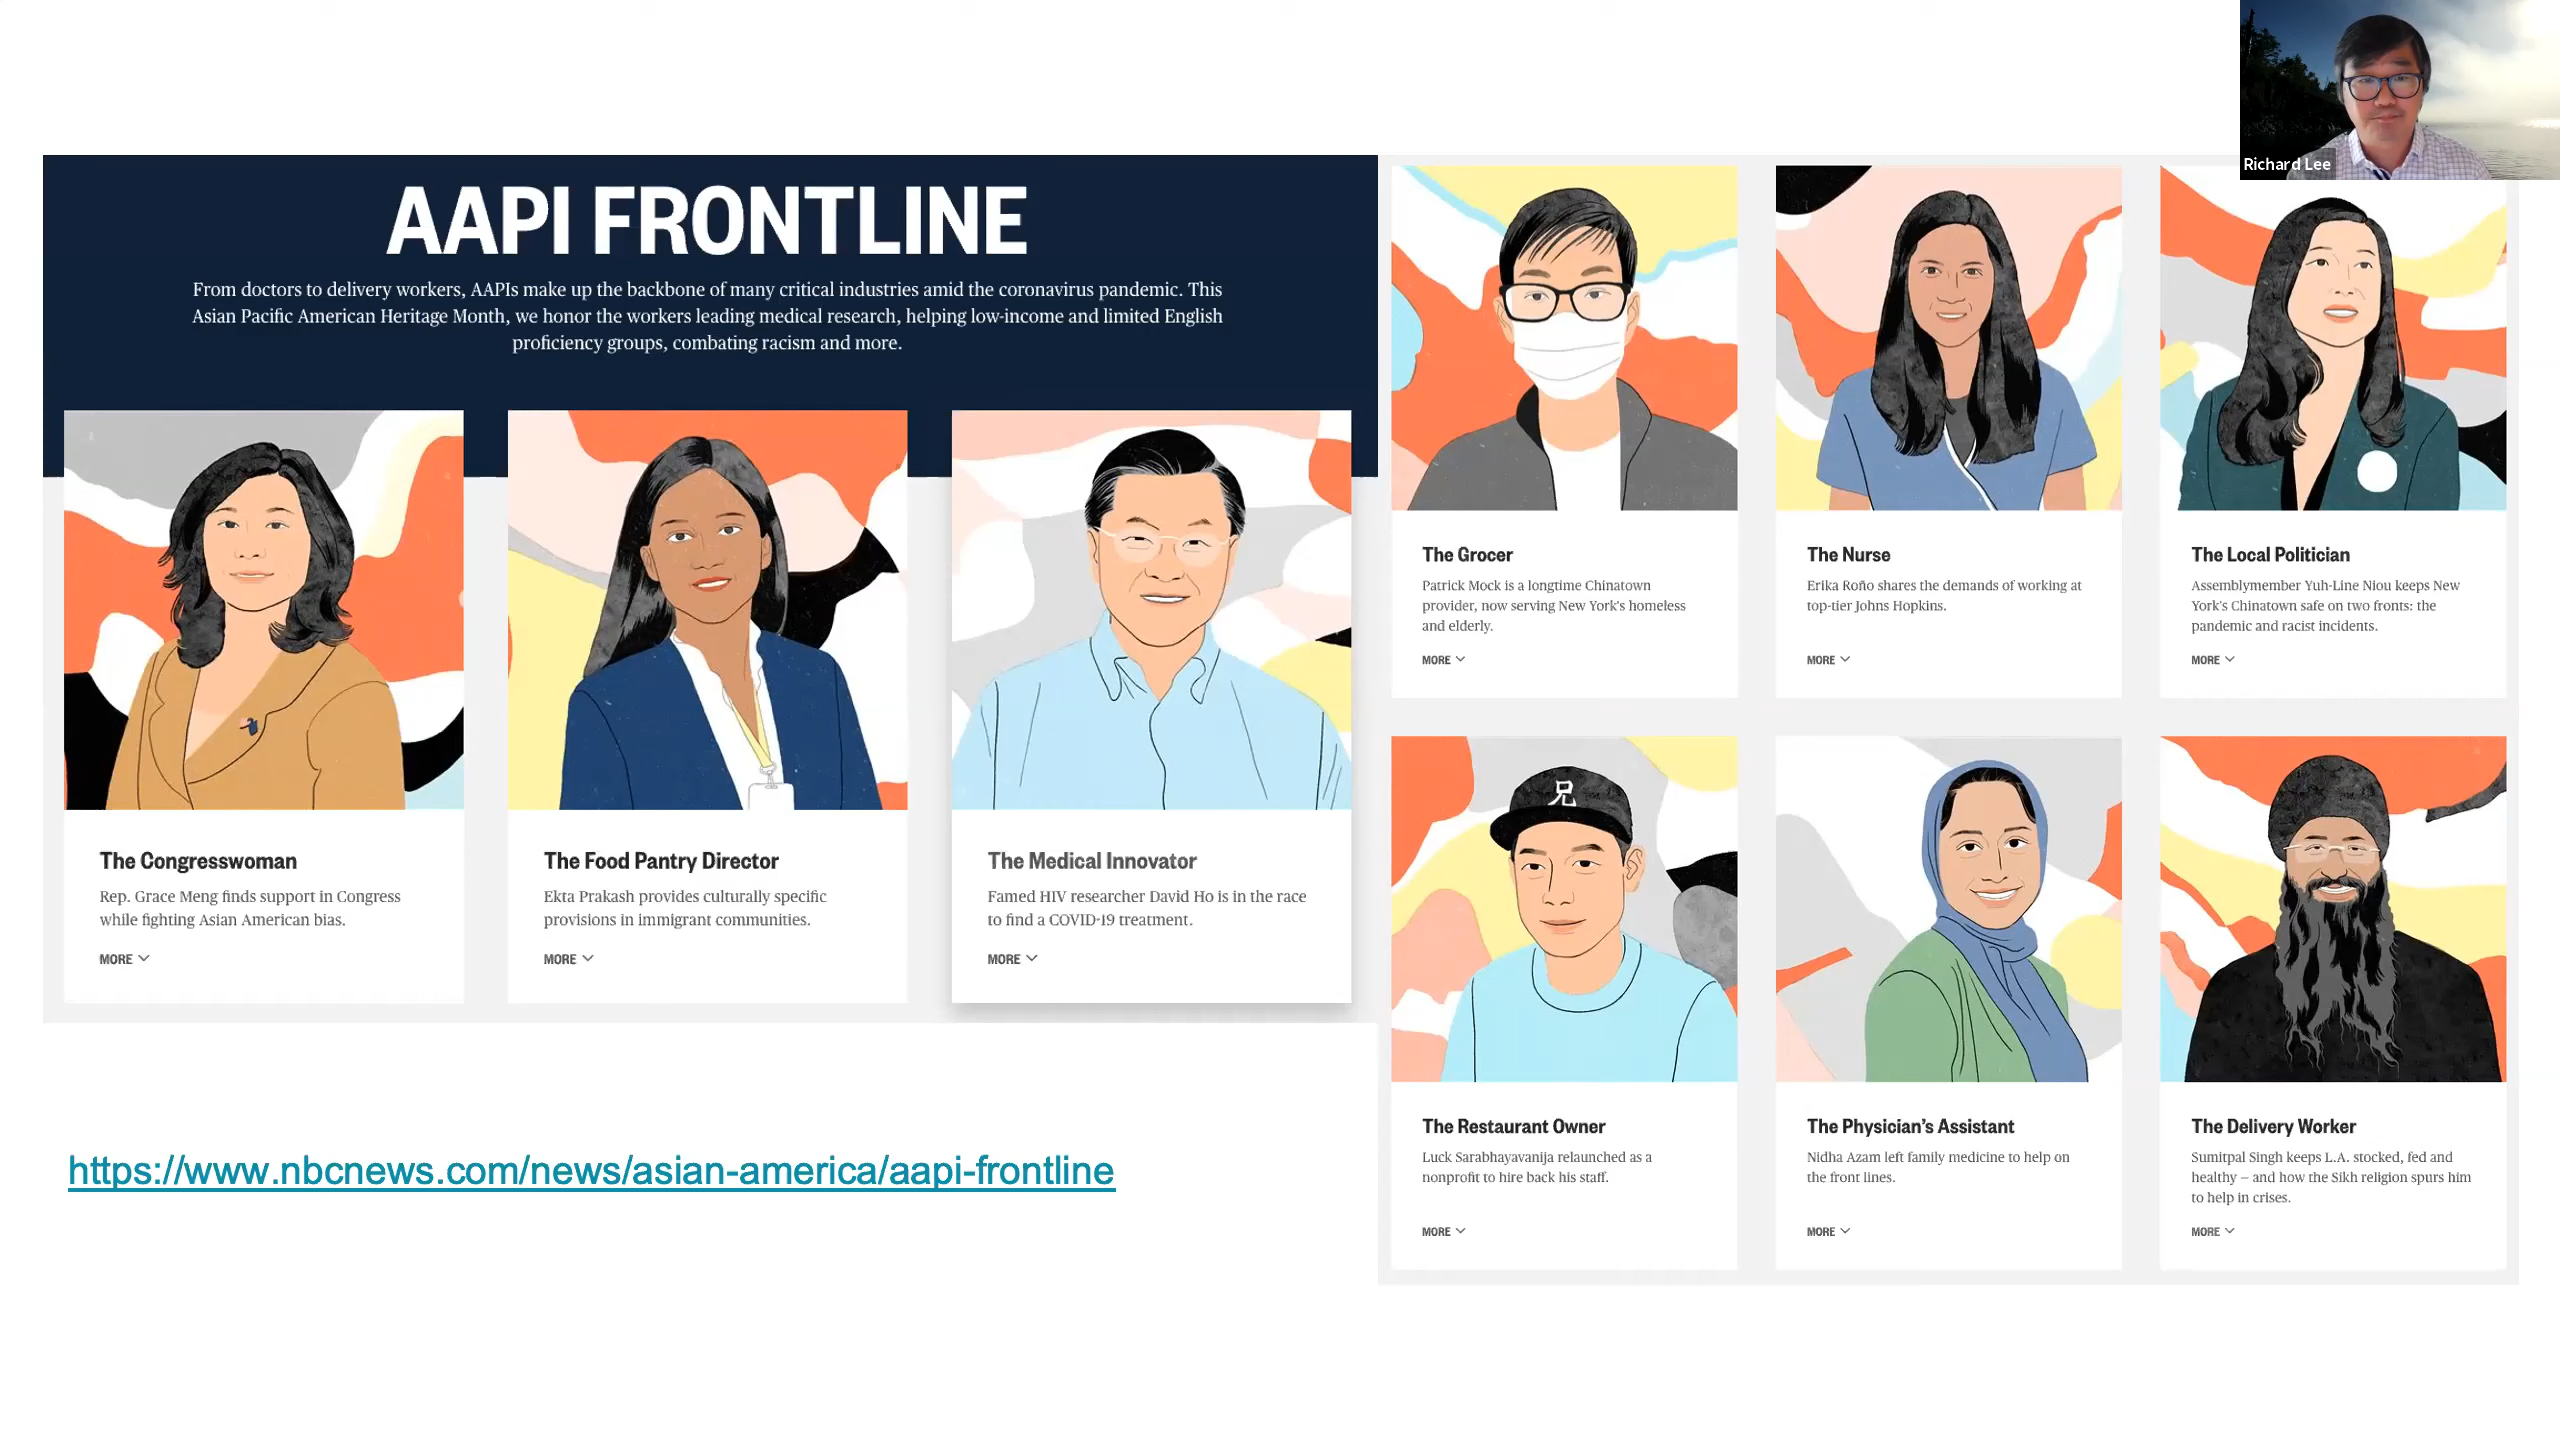 Richard Lee
AAPI FRONTLINE
From doctors to delivery workers, AAPIs make up the backbone of many critical industries amid the coronavirus pandemic. This
Asian Pacific American Heritage Month, we honor the workers leading medical research, helping low-income and limited English
proficiency groups, combating racism and more.
The Congresswoman
Rep. Grace Meng finds support in Congress
while fighting Asian American bias.
MORE
The Food Pantry Director
Ekta Prakash provides culturally specific
provisions in immigrant communities.
MORE
The Medical Innovator
Famed HIV researcher David Ho is in the race
to find a COVID-19 treatment.
MORE
The Grocer
Patrick Mock is a longtime Chinatown
provider, now serving New York's homeless
and elderly.
MORE
The Nurse
Erika Roño shares the demands of working at
top-tier Johns Hopkins.
MORE
The Local Politician
Assemblymember Yuh-Line Niou keeps New
York's Chinatown safe on two fronts: the
pandemic and racist incidents.
MORE
兄
The Restaurant Owner
Luck Sarabhayavanija relaunched as a
nonprofit to hire back his staff.
MORE
The Physician's Assistant
Nidha Azam left family medicine to help on
the front lines.
MORE
The Delivery Worker
Sumitpal Singh keeps L.A. stocked, fed and
healthy – and how the Sikh religion spurs him
to help in crises.
MORE
https://www.nbcnews.com/news/asian-america/aapi-frontline